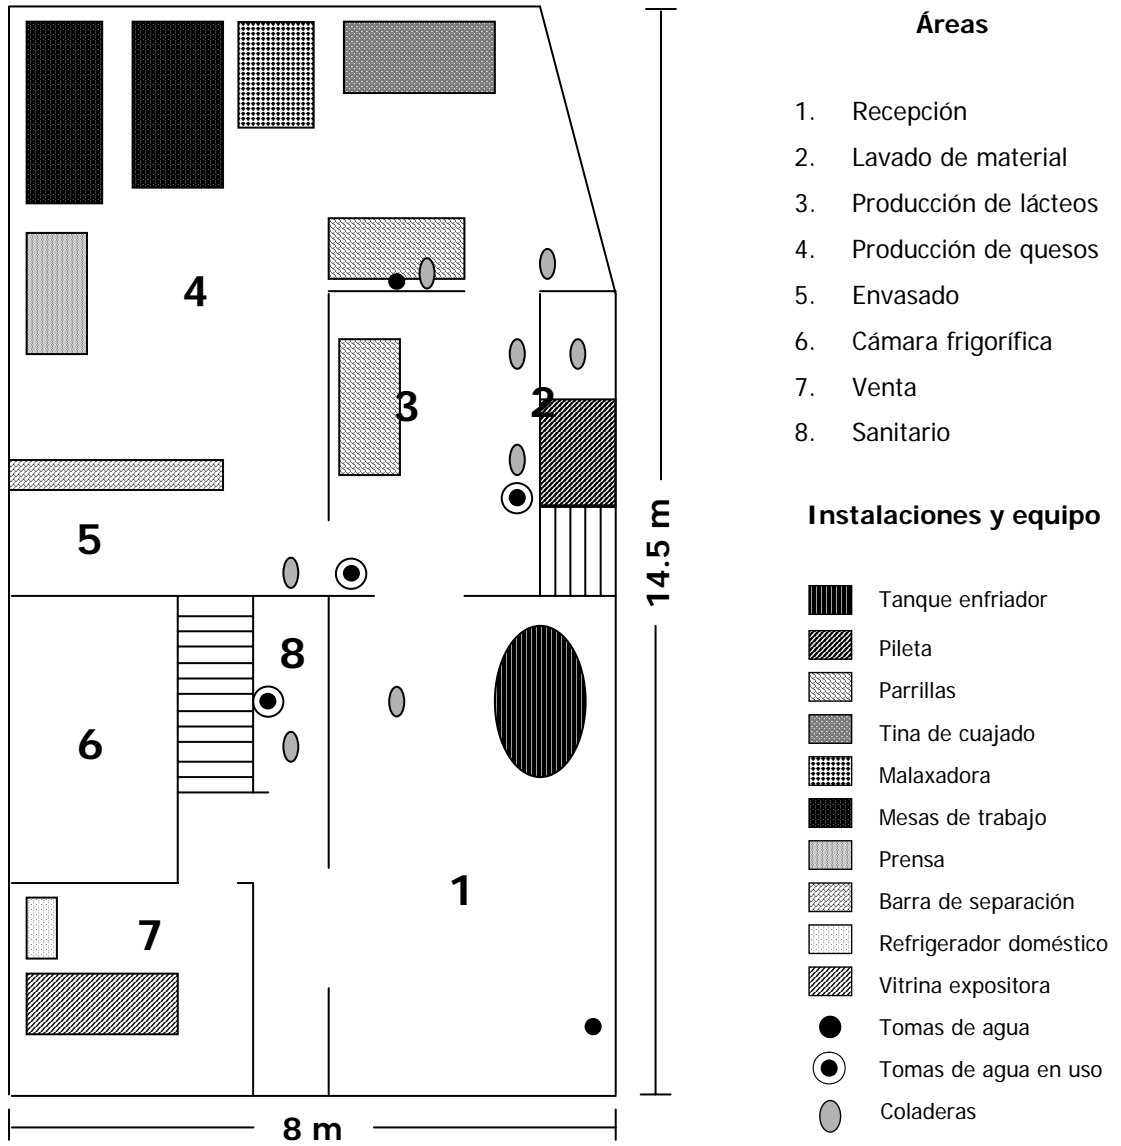 Áreas
1. Recepción
2. Lavado de material
3. Producción de lácteos
4. Producción de quesos
5. Envasado
6. Cámara frigorífica
7. Venta
8. Sanitario
Instalaciones y equipo
Tanque enfriador
Pileta
Parrillas
Tina de cuajado
Malaxadora
Mesas de trabajo
Prensa
Barra de separación
Refrigerador doméstico
Vitrina expositora
Tomas de agua
Tomas de agua en uso
Coladeras
4
3
2
5
8
6
1
7
14.5 m
8 m